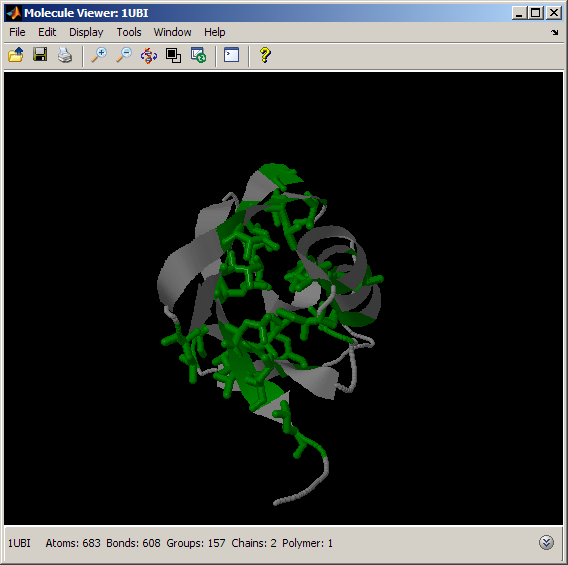 Molecule Viewer: 1UBI
File Edit Display Tools Window Help
1UBI Atoms: 683 Bonds: 608 Groups: 157 Chains: 2 Polymer: 1